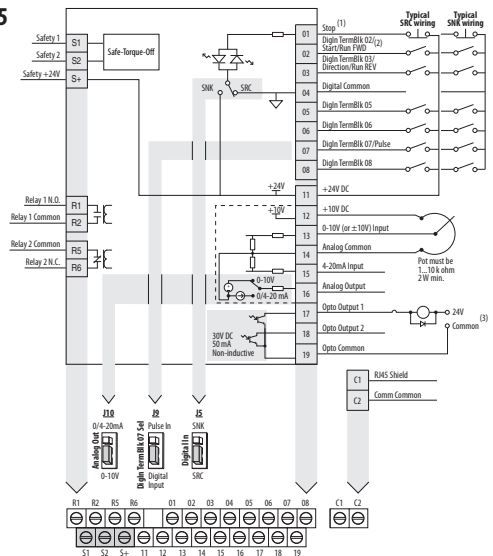 5
Typical SRC wiring
Typical SNK wiring
Safety 1
S1
Safety 2
S2
Safety +24V
S+
Safe-Torque-Off
SNK
SRC
01
Stop (1)
02
DigIn TermBlk 02/
Start/Run FWD (2)
03
DigIn TermBlk 03/
Direction/Run REV
04
Digital Common
05
DigIn TermBlk 05
06
DigIn TermBlk 06
07
DigIn TermBlk 07/Pulse
08
DigIn TermBlk 08
+24V
11
+24V DC
+10V
12
+10V DC
13
0-10V (or ±10V) Input
14
Analog Common
15
4-20mA Input
16
Analog Output
17
Opto Output 1
18
Opto Output 2
19
Opto Common
Pot must be
1...10 k ohm
2 W min.
24V
Common
(3)
Relay 1 N.O.
R1
Relay 1 Common
R2
Relay 2 Common
R5
Relay 2 N.C.
R6
0-10V
0/4-20 mA
30V DC
50 mA
Non-inductive
C1
RJ45 Shield
C2
Comm Common
J10
0/4-20mA
Analog Out
0-10V
J9
Pulse In
DigIn TermBlk 07 Sel
Digital
Input
J5
SNK
Digital In
SRC
R1 R2 R5 R6 01 02 03 04 05 06 07 08 C1 C2
S1 S2 S+ 11 12 13 14 15 16 17 18 19